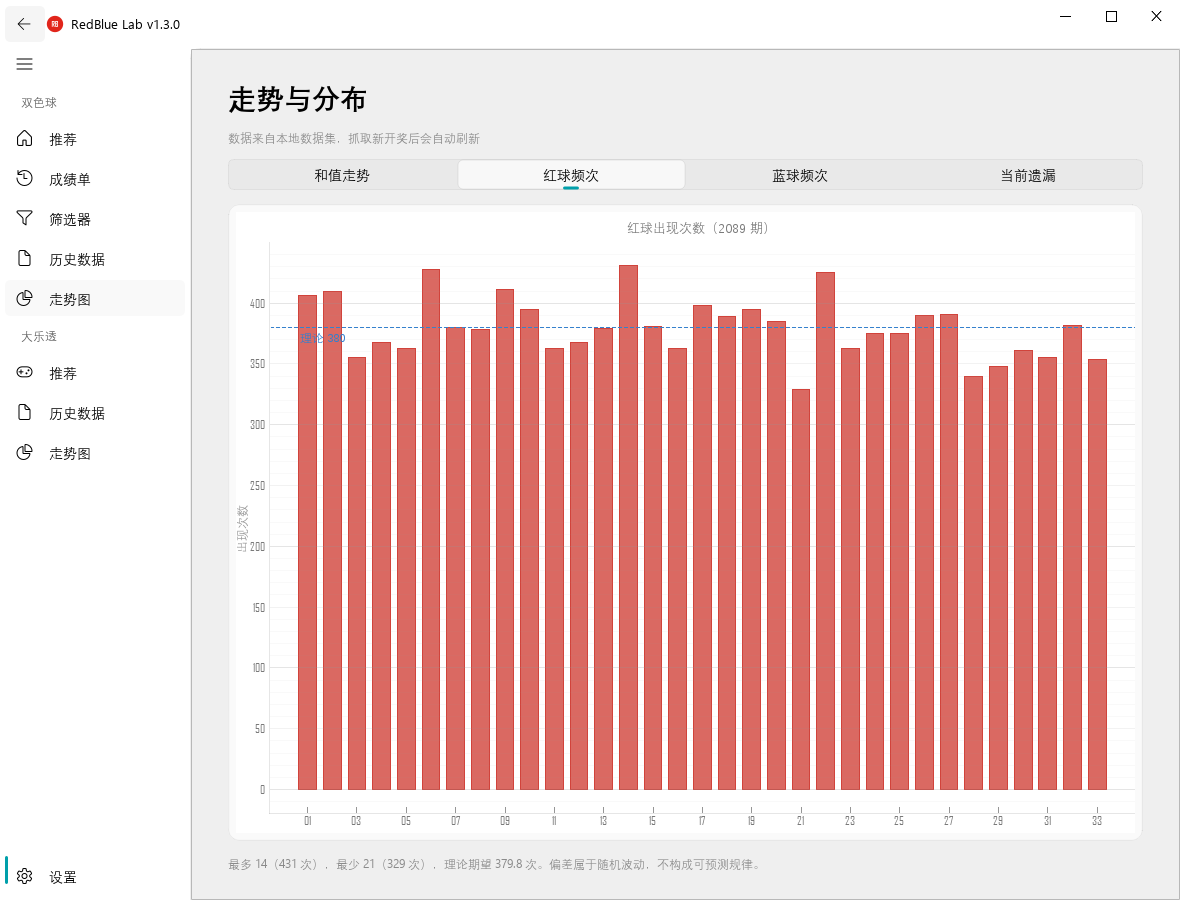 RedBlue Lab v1.3.0
双色球
推荐
成绩单
筛选器
历史数据
走势图
大乐透
推荐
历史数据
走势图
设置
走势与分布
数据来自本地数据集，抓取新开奖后会自动刷新
和值走势 红球频次 蓝球频次 当前遗漏
红球出现次数（2089 期）
出现次数
400
350
300
250
200
150
100
50
0
理论 380
01 03 05 07 09 11 13 15 17 19 21 23 25 27 29 31 33
最多 14（431 次），最少 21（329 次），理论期望 379.8 次。偏差属于随机波动，不构成可预测规律。